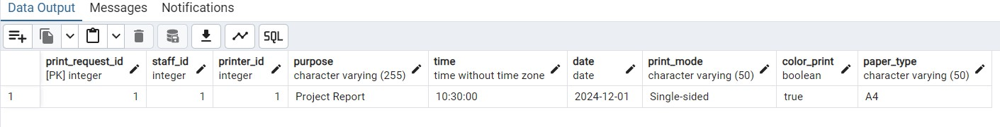 Data Output Messages Notifications
SQL
print_request_id staff_id printer_id purpose time date print_mode color_print paper_type
[PK] integer integer integer character varying (255) time without time zone date character varying (50) boolean character varying (50)
1 1 1 1 Project Report 10:30:00 2024-12-01 Single-sided true A4